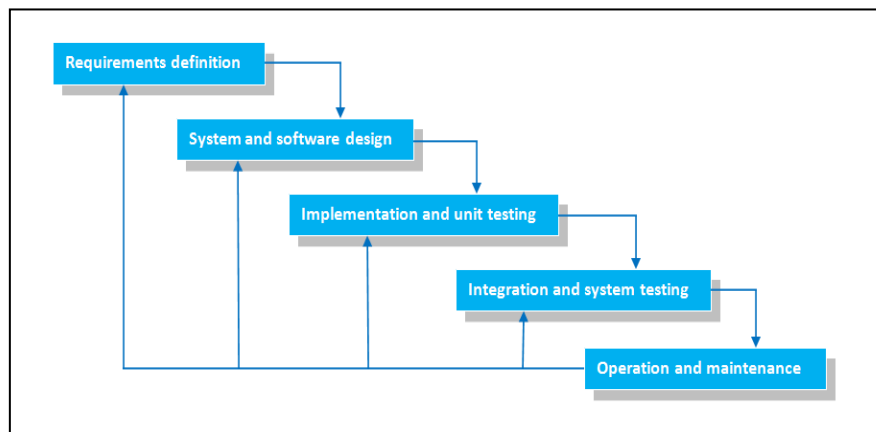 Requirements definition
System and software design
Implementation and unit testing
Integration and system testing
Operation and maintenance